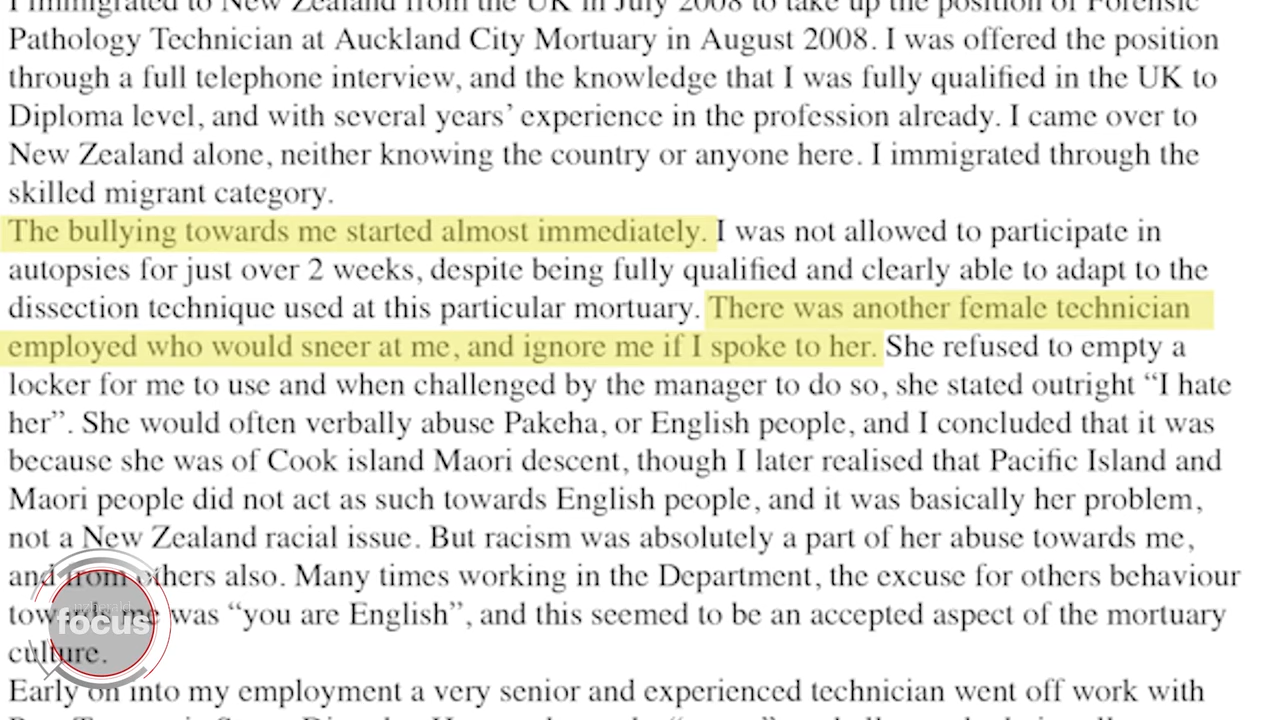 I immigrated to New Zealand from the UK in July 2008 to take up the position of Forensic
Pathology Technician at Auckland City Mortuary in August 2008. I was offered the position
through a full telephone interview, and the knowledge that I was fully qualified in the UK to
Diploma level, and with several years’ experience in the profession already. I came over to
New Zealand alone, neither knowing the country or anyone here. I immigrated through the
skilled migrant category.
The bullying towards me started almost immediately. I was not allowed to participate in
autopsies for just over 2 weeks, despite being fully qualified and clearly able to adapt to the
dissection technique used at this particular mortuary. There was another female technician
employed who would sneer at me, and ignore me if I spoke to her. She refused to empty a
locker for me to use and when challenged by the manager to do so, she stated outright “I hate
her”. She would often verbally abuse Pakeha, or English people, and I concluded that it was
because she was of Cook island Maori descent, though I later realised that Pacific Island and
Maori people did not act as such towards English people, and it was basically her problem,
not a New Zealand racial issue. But racism was absolutely a part of her abuse towards me,
and from others also. Many times working in the Department, the excuse for others behaviour
towards me was “you are English”, and this seemed to be an accepted aspect of the mortuary
culture.
Early on into my employment a very senior and experienced technician went off work with
nzherald
focus